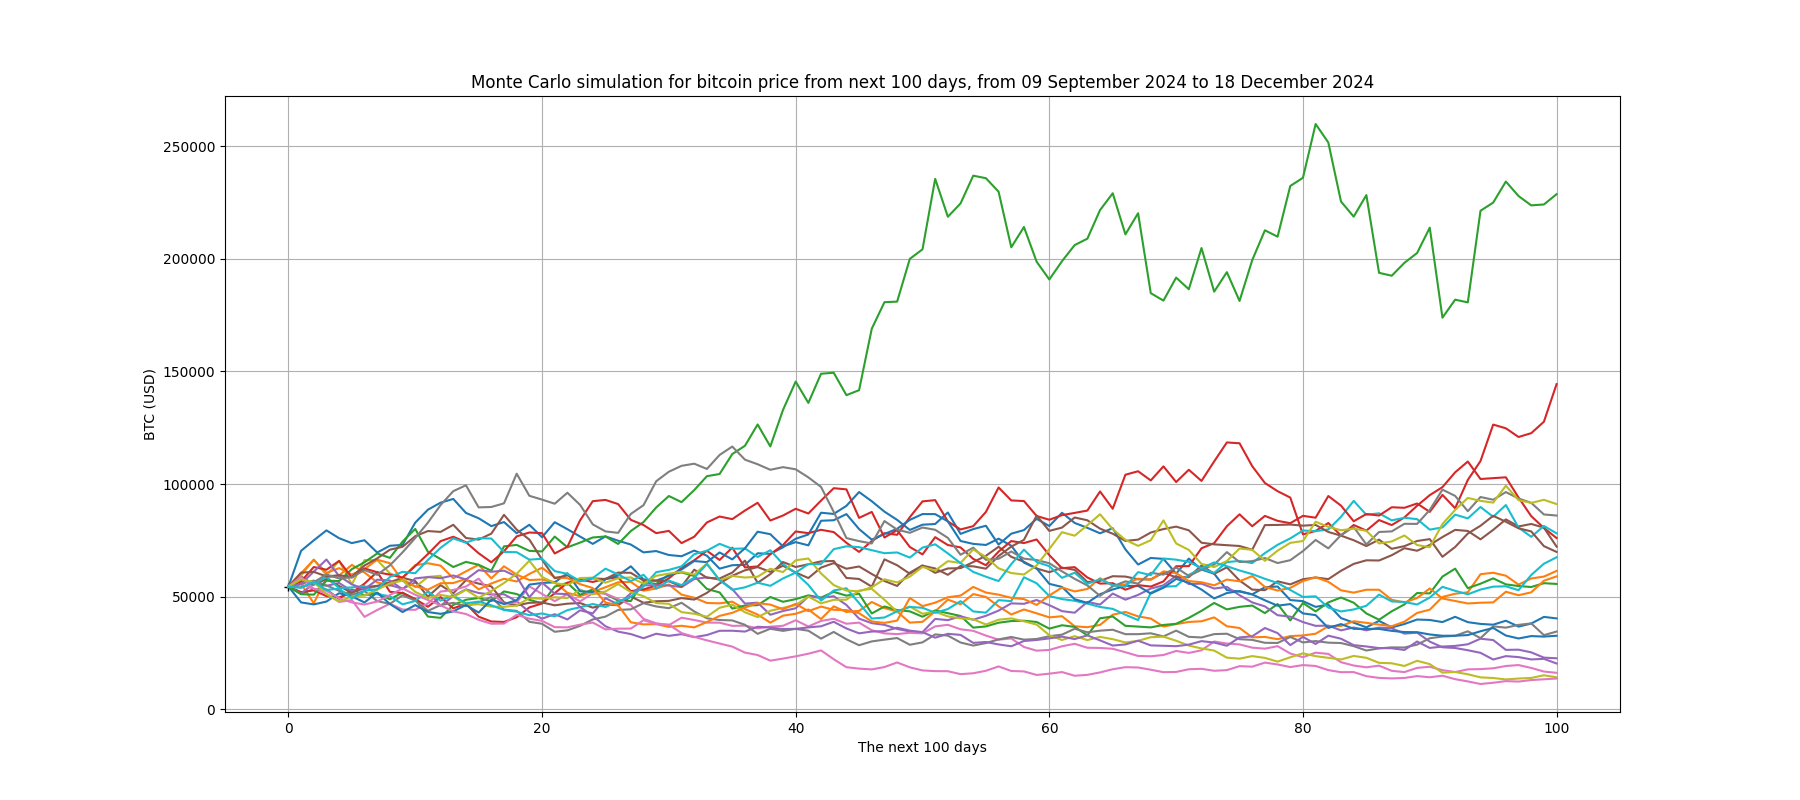 Monte Carlo simulation for bitcoin price from next 100 days, from 09 September 2024 to 18 December 2024
250000
200000
150000
100000
50000
0
BTC (USD)
0 20 40 60 80 100
The next 100 days